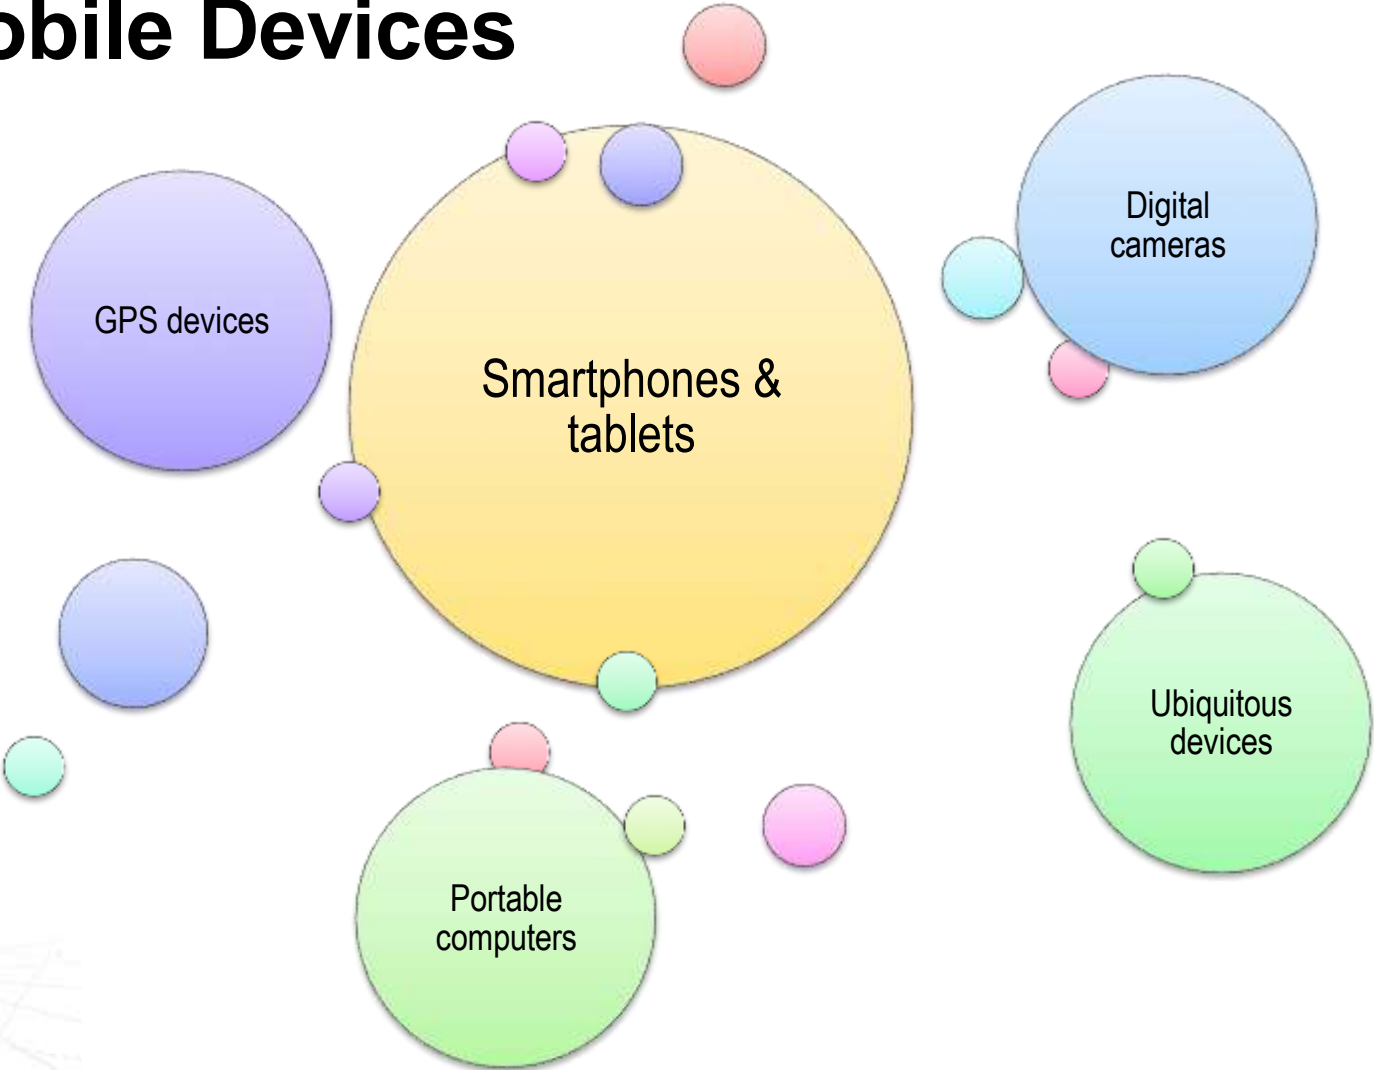 obile Devices
Digital
cameras
GPS devices
Smartphones &
tablets
Ubiquitous
devices
Portable
computers